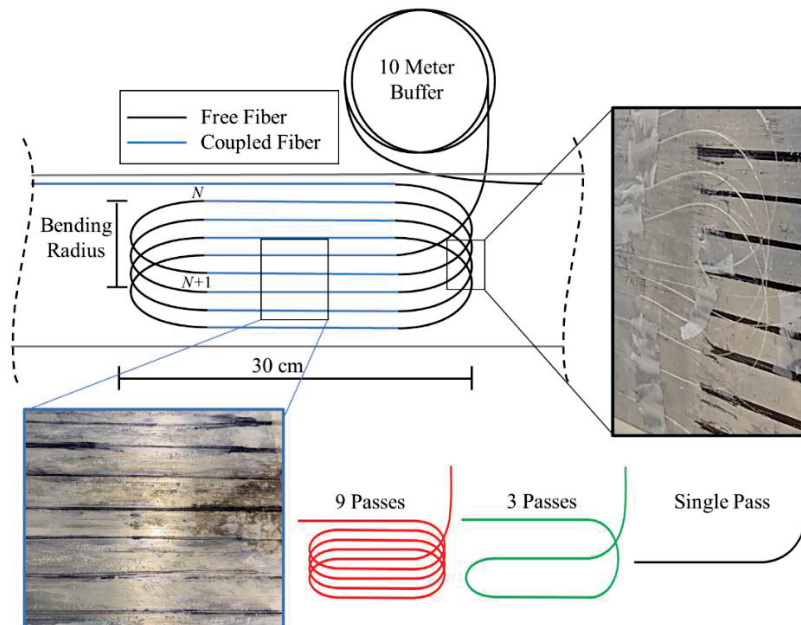 10 Meter
Buffer
Free Fiber
Coupled Fiber
N
Bending
Radius
N+1
30 cm
9 Passes
3 Passes
Single Pass